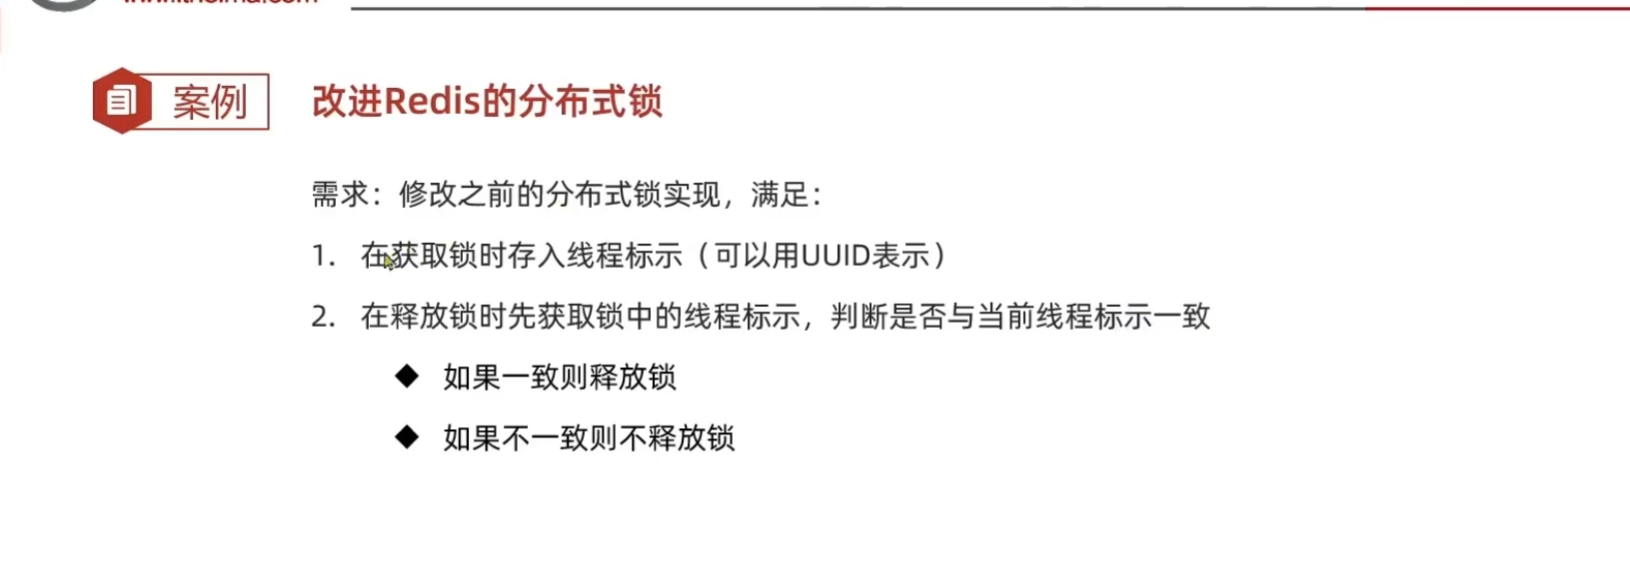 案例
改进Redis的分布式锁
需求：修改之前的分布式锁实现，满足：
1. 在获取锁时存入线程标示（可以用UUID表示）
2. 在释放锁时先获取锁中的线程标示，判断是否与当前线程标示一致
◆ 如果一致则释放锁
◆ 如果不一致则不释放锁